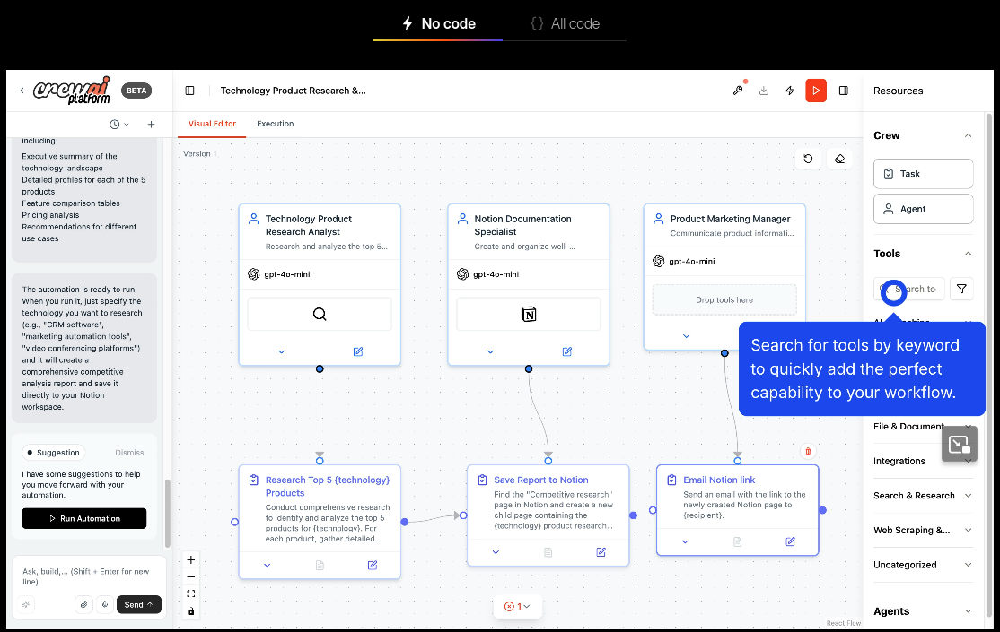 No code
{} All code
crewai
platform
BETA
Technology Product Research &...
Resources
Visual Editor
Execution
Version 1
including:
Executive summary of the
technology landscape
Detailed profiles for each of the 5
products
Feature comparison tables
Pricing analysis
Recommendations for different
use cases
The automation is ready to run!
When you run it, just specify the
technology you want to research
(e.g., "CRM software",
"marketing automation tools",
"video conferencing platforms")
and it will create a
comprehensive competitive
analysis report and save it
directly to your Notion
workspace.
Suggestion
Dismiss
I have some suggestions to help
you move forward with your
automation.
Run Automation
Ask, build,... (Shift + Enter for new
line)
Send
Technology Product
Research Analyst
Research and analyze the top 5...
gpt-4o-mini
Notion Documentation
Specialist
Create and organize well-...
gpt-4o-mini
Product Marketing Manager
Communicate product informati...
gpt-4o-mini
Drop tools here
Research Top 5 {technology}
Products
Conduct comprehensive research
to identify and analyze the top 5
products for {technology}. For
each product, gather detailed...
Save Report to Notion
Find the "Competitive research"
page in Notion and create a new
child page containing the
{technology} product research...
Email Notion link
Send an email with the link to the
newly created Notion page to
{recipient}.
1
React Flow
Crew
Task
Agent
Tools
Search to
Search for tools by keyword
to quickly add the perfect
capability to your workflow.
File & Document
Integrations
Search & Research
Web Scraping &...
Uncategorized
Agents